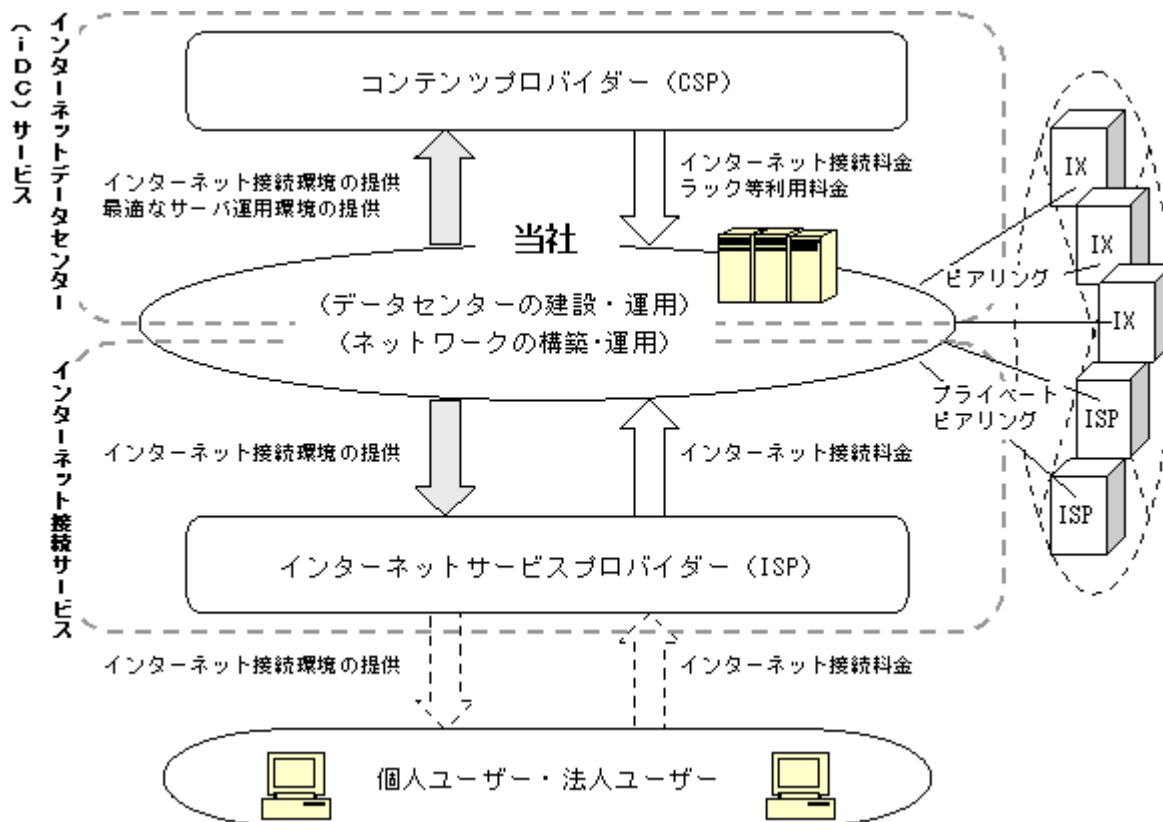 インターネットデータセンター
（iDC）サービス
コンテンツプロバイダー（CSP）
インターネット接続環境の提供
最適なサーバ運用環境の提供
インターネット接続料金
ラック等利用料金
当社
（データセンターの建設・運用）
（ネットワークの構築・運用）
IX
IX
IX
ISP
ISP
ピアリング
プライベート
ピアリング
インターネット接続サービス
インターネット接続環境の提供
インターネット接続料金
インターネットサービスプロバイダー（ISP）
インターネット接続環境の提供
インターネット接続料金
個人ユーザー・法人ユーザー